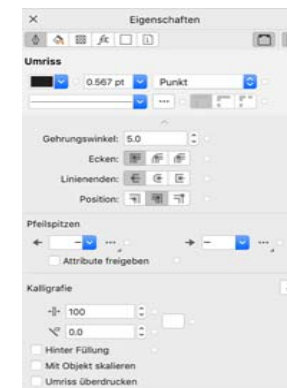 Eigenschaften
fx
Umriss
0.567 pt Punkt
Gehrungswinkel: 5.0
Ecken:
Linienenden:
Position:
Pfeilspitzen
Attribute freigeben
Kalligrafie
100
0.0
Hinter Füllung
Mit Objekt skalieren
Umriss überdrucken